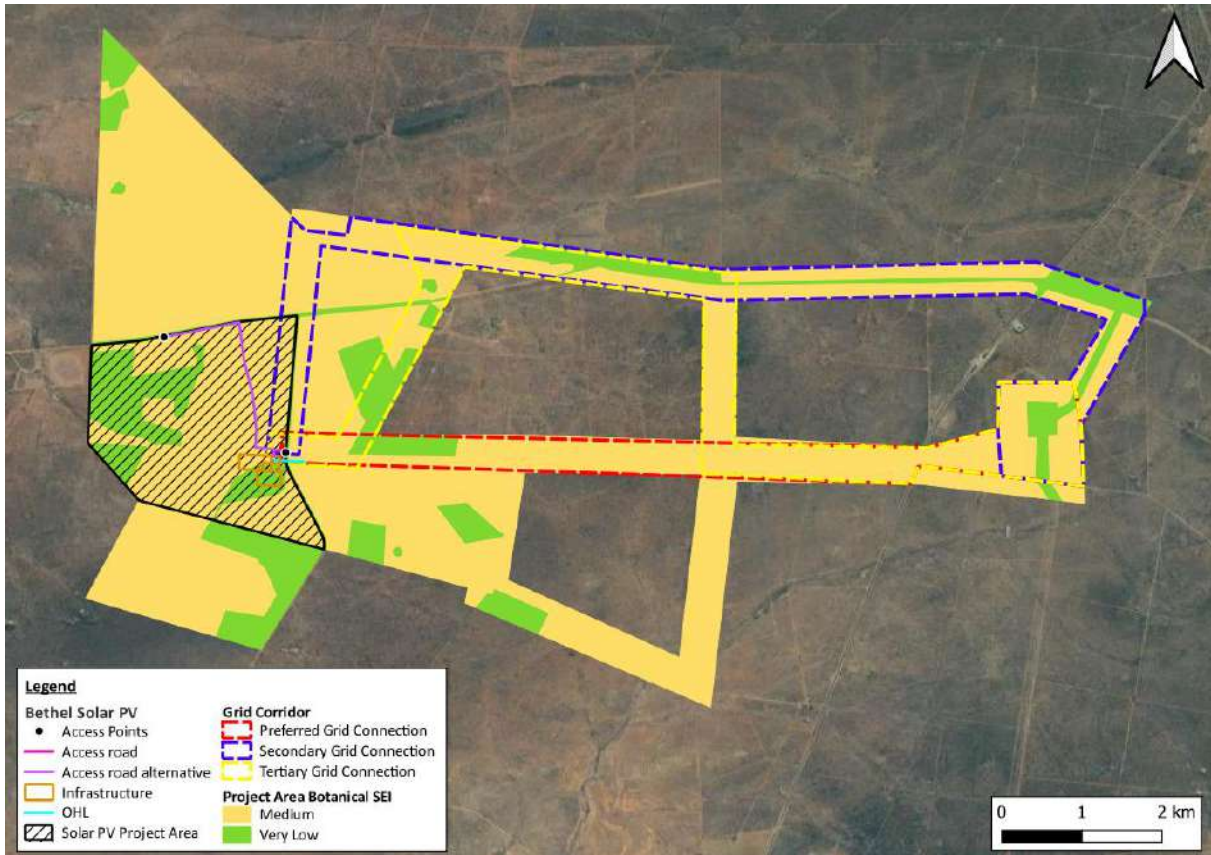 Legend
Bethel Solar PV
Access Points
Access road
Access road alternative
Infrastructure
OHL
Solar PV Project Area
Grid Corridor
Preferred Grid Connection
Secondary Grid Connection
Tertiary Grid Connection
Project Area Botanical SEI
Medium
Very Low
0 1 2 km